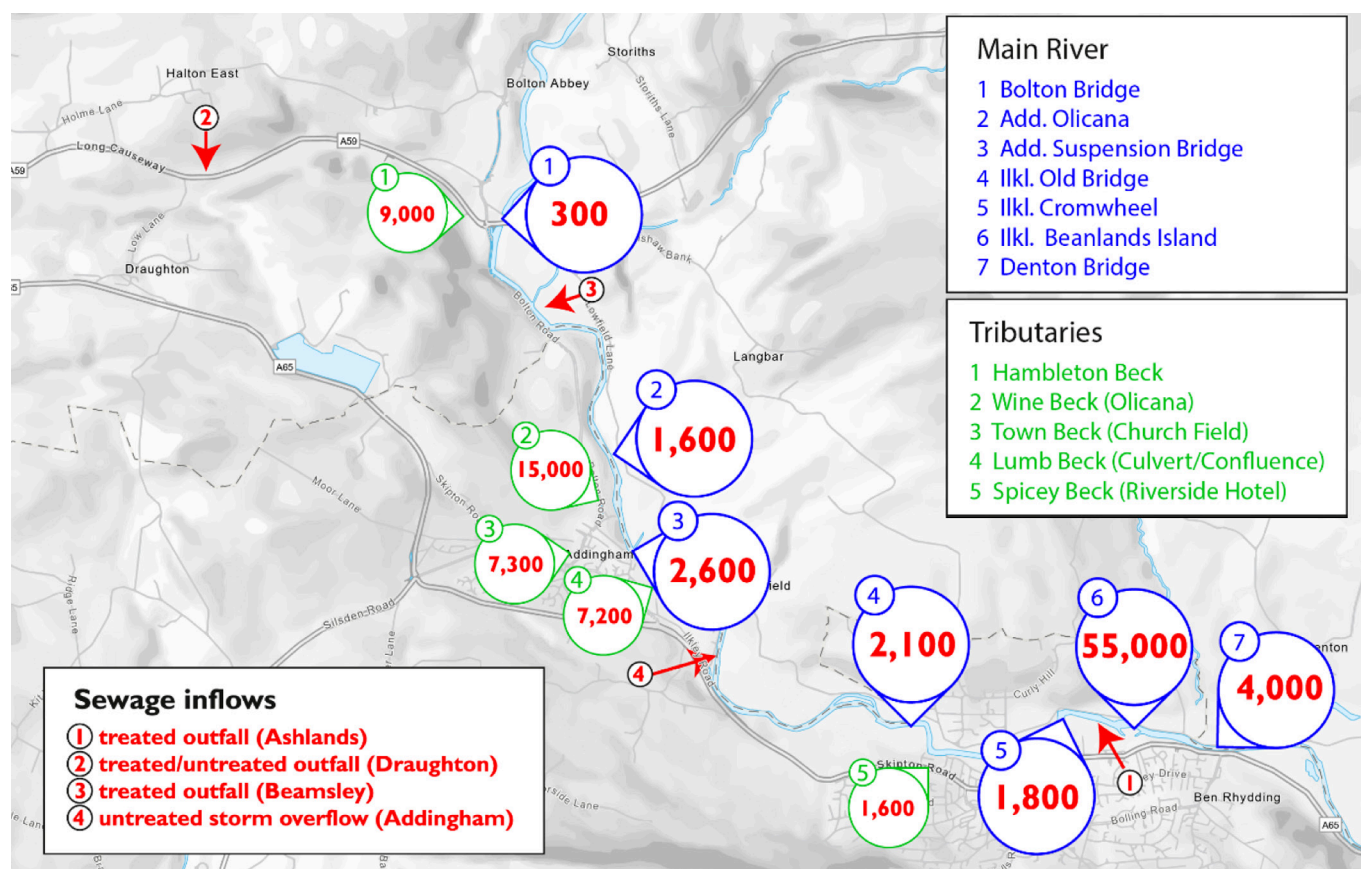 Storiths
Halton East
Bolton Abbey
Holme Lane
Storiths Lane
2
Long Causeway
A59
A59
1
9,000
1
300
Low Lane
Draughton
3
Bolton Road
Lowfield Lane
A65
Langbar
2
1,600
2
15,000
Bolton Road
Skipton
Moor Lane
3
7,300
Addingham
3
2,600
4
7,200
Ridge Lane
Silsden Road
Ilkley Road
4
4
2,100
6
55,000
7
4,000
Curly Hill
5
1,800
1
5
1,600
Skipton Road
Ben Rhydding
Bolling Road
A65
Main River
1 Bolton Bridge
2 Add. Olicana
3 Add. Suspension Bridge
4 Ilkl. Old Bridge
5 Ilkl. Cromwheel
6 Ilkl. Beanlands Island
7 Denton Bridge
Tributaries
1 Hambleton Beck
2 Wine Beck (Olicana)
3 Town Beck (Church Field)
4 Lumb Beck (Culvert/Confluence)
5 Spicey Beck (Riverside Hotel)
Sewage inflows
1 treated outfall (Ashlands)
2 treated/untreated outfall (Draughton)
3 treated outfall (Beamsley)
4 untreated storm overflow (Addingham)